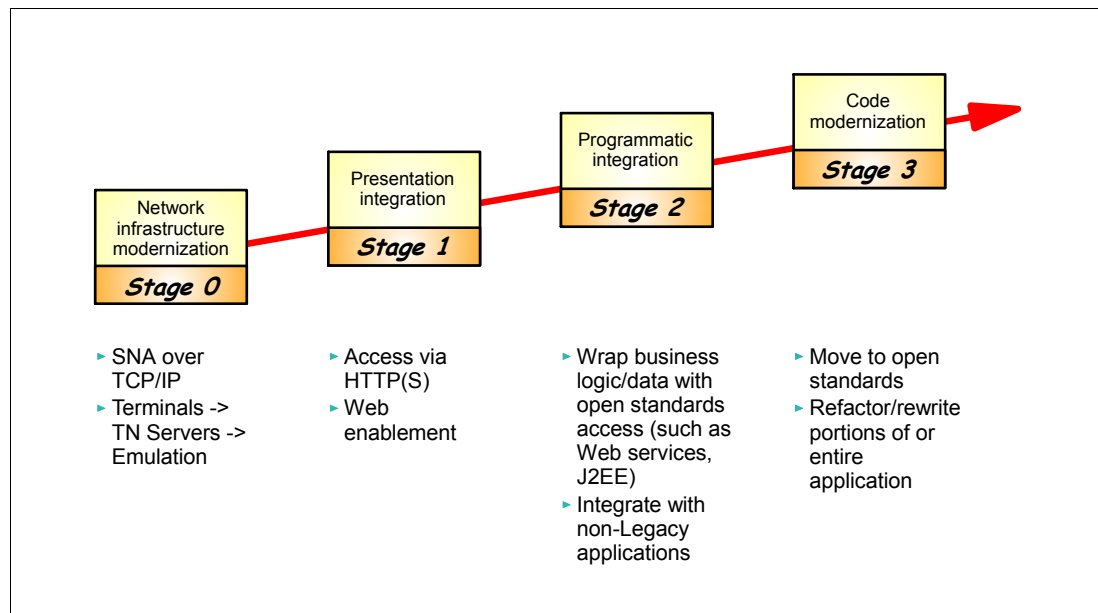 Network
infrastructure
modernization
Stage 0
Presentation
integration
Stage 1
Programmatic
integration
Stage 2
Code
modernization
Stage 3
► SNA over
TCP/IP
► Terminals ->
TN Servers ->
Emulation
► Access via
HTTP(S)
► Web
enablement
► Wrap business
logic/data with
open standards
access (such as
Web services,
J2EE)
► Integrate with
non-Legacy
applications
► Move to open
standards
► Refactor/rewrite
portions of or
entire
application